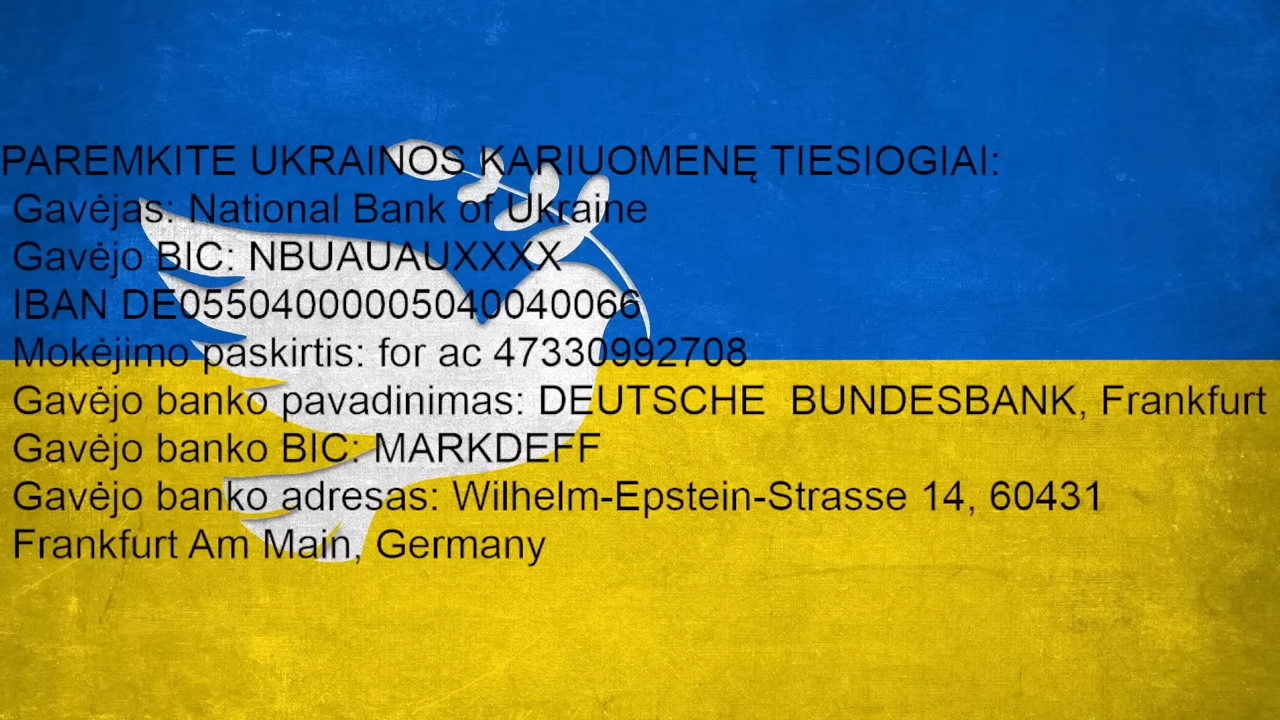 PAREMKITE UKRAINOS KARIUOMENĘ TIESIOGIAI:
Gavėjas: National Bank of Ukraine
Gavėjo BIC: NBUAUAUXXXX
IBAN DE05504000005040040066
Mokėjimo paskirtis: for ac 47330992708
Gavėjo banko pavadinimas: DEUTSCHE BUNDESBANK, Frankfurt
Gavėjo banko BIC: MARKDEFF
Gavėjo banko adresas: Wilhelm-Epstein-Strasse 14, 60431
Frankfurt Am Main, Germany